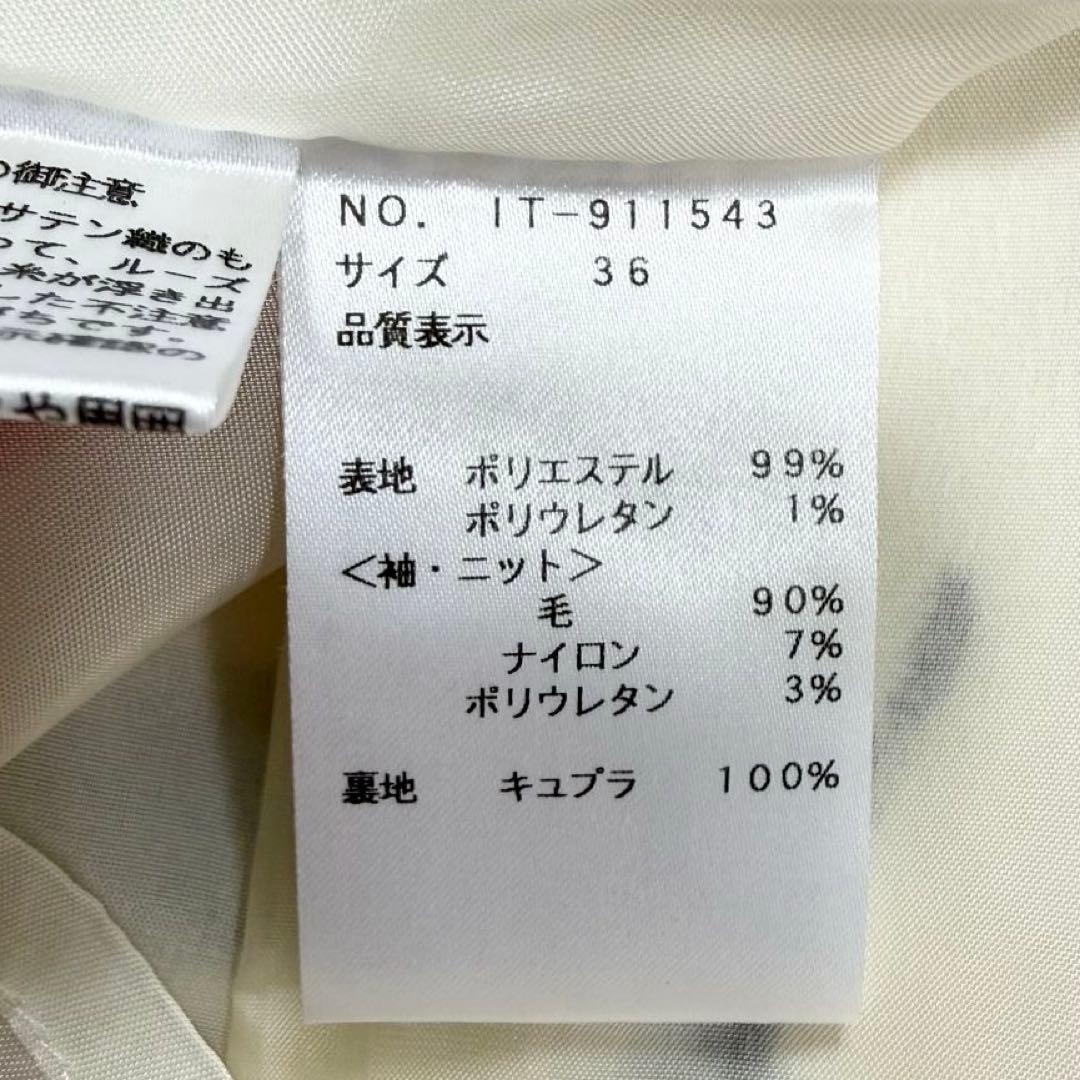 御注意
サテン織のも
って、ルーズ
糸が浮き出
した不注意
ちです.
NO. IT-911543
サイズ 36
品質表示
表地 ポリエステル 99%
ポリウレタン 1%
<袖・ニット>
毛 90%
ナイロン 7%
ポリウレタン 3%
裏地 キュプラ 100%